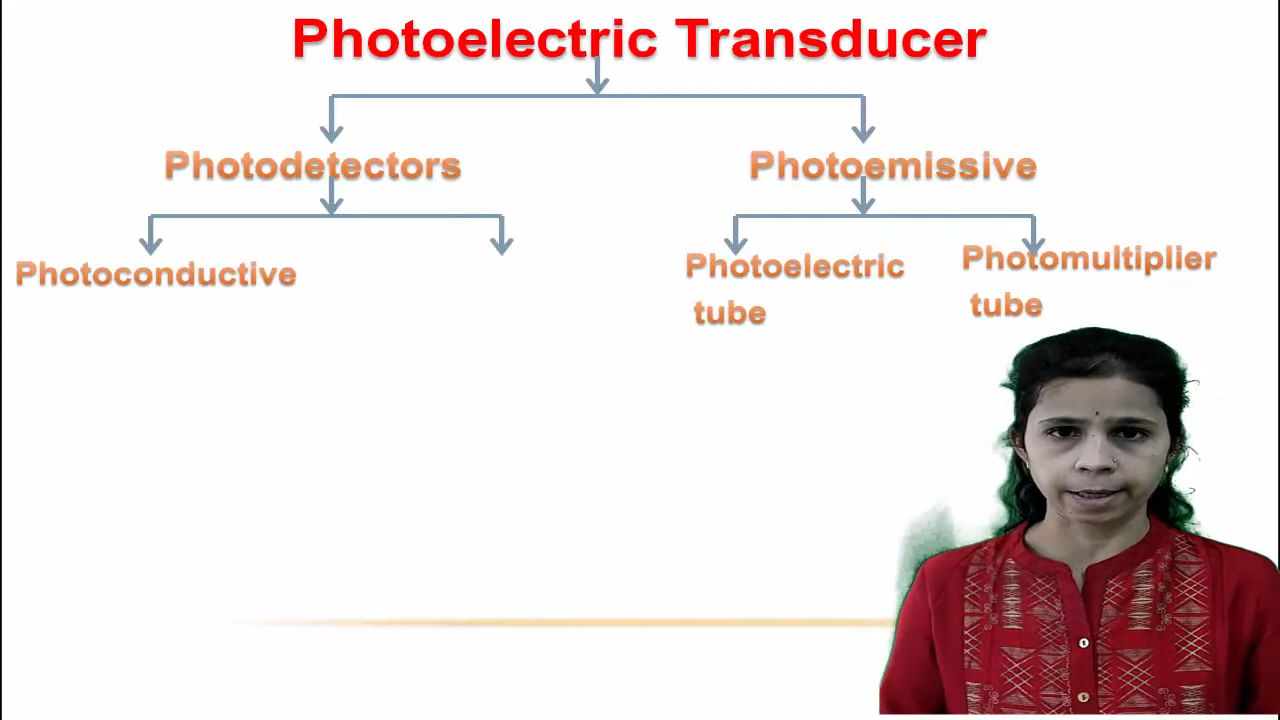 Photoelectric Transducer
Photodetectors
Photoemissive
Photoconductive
Photoelectric
tube
Photomultiplier
tube